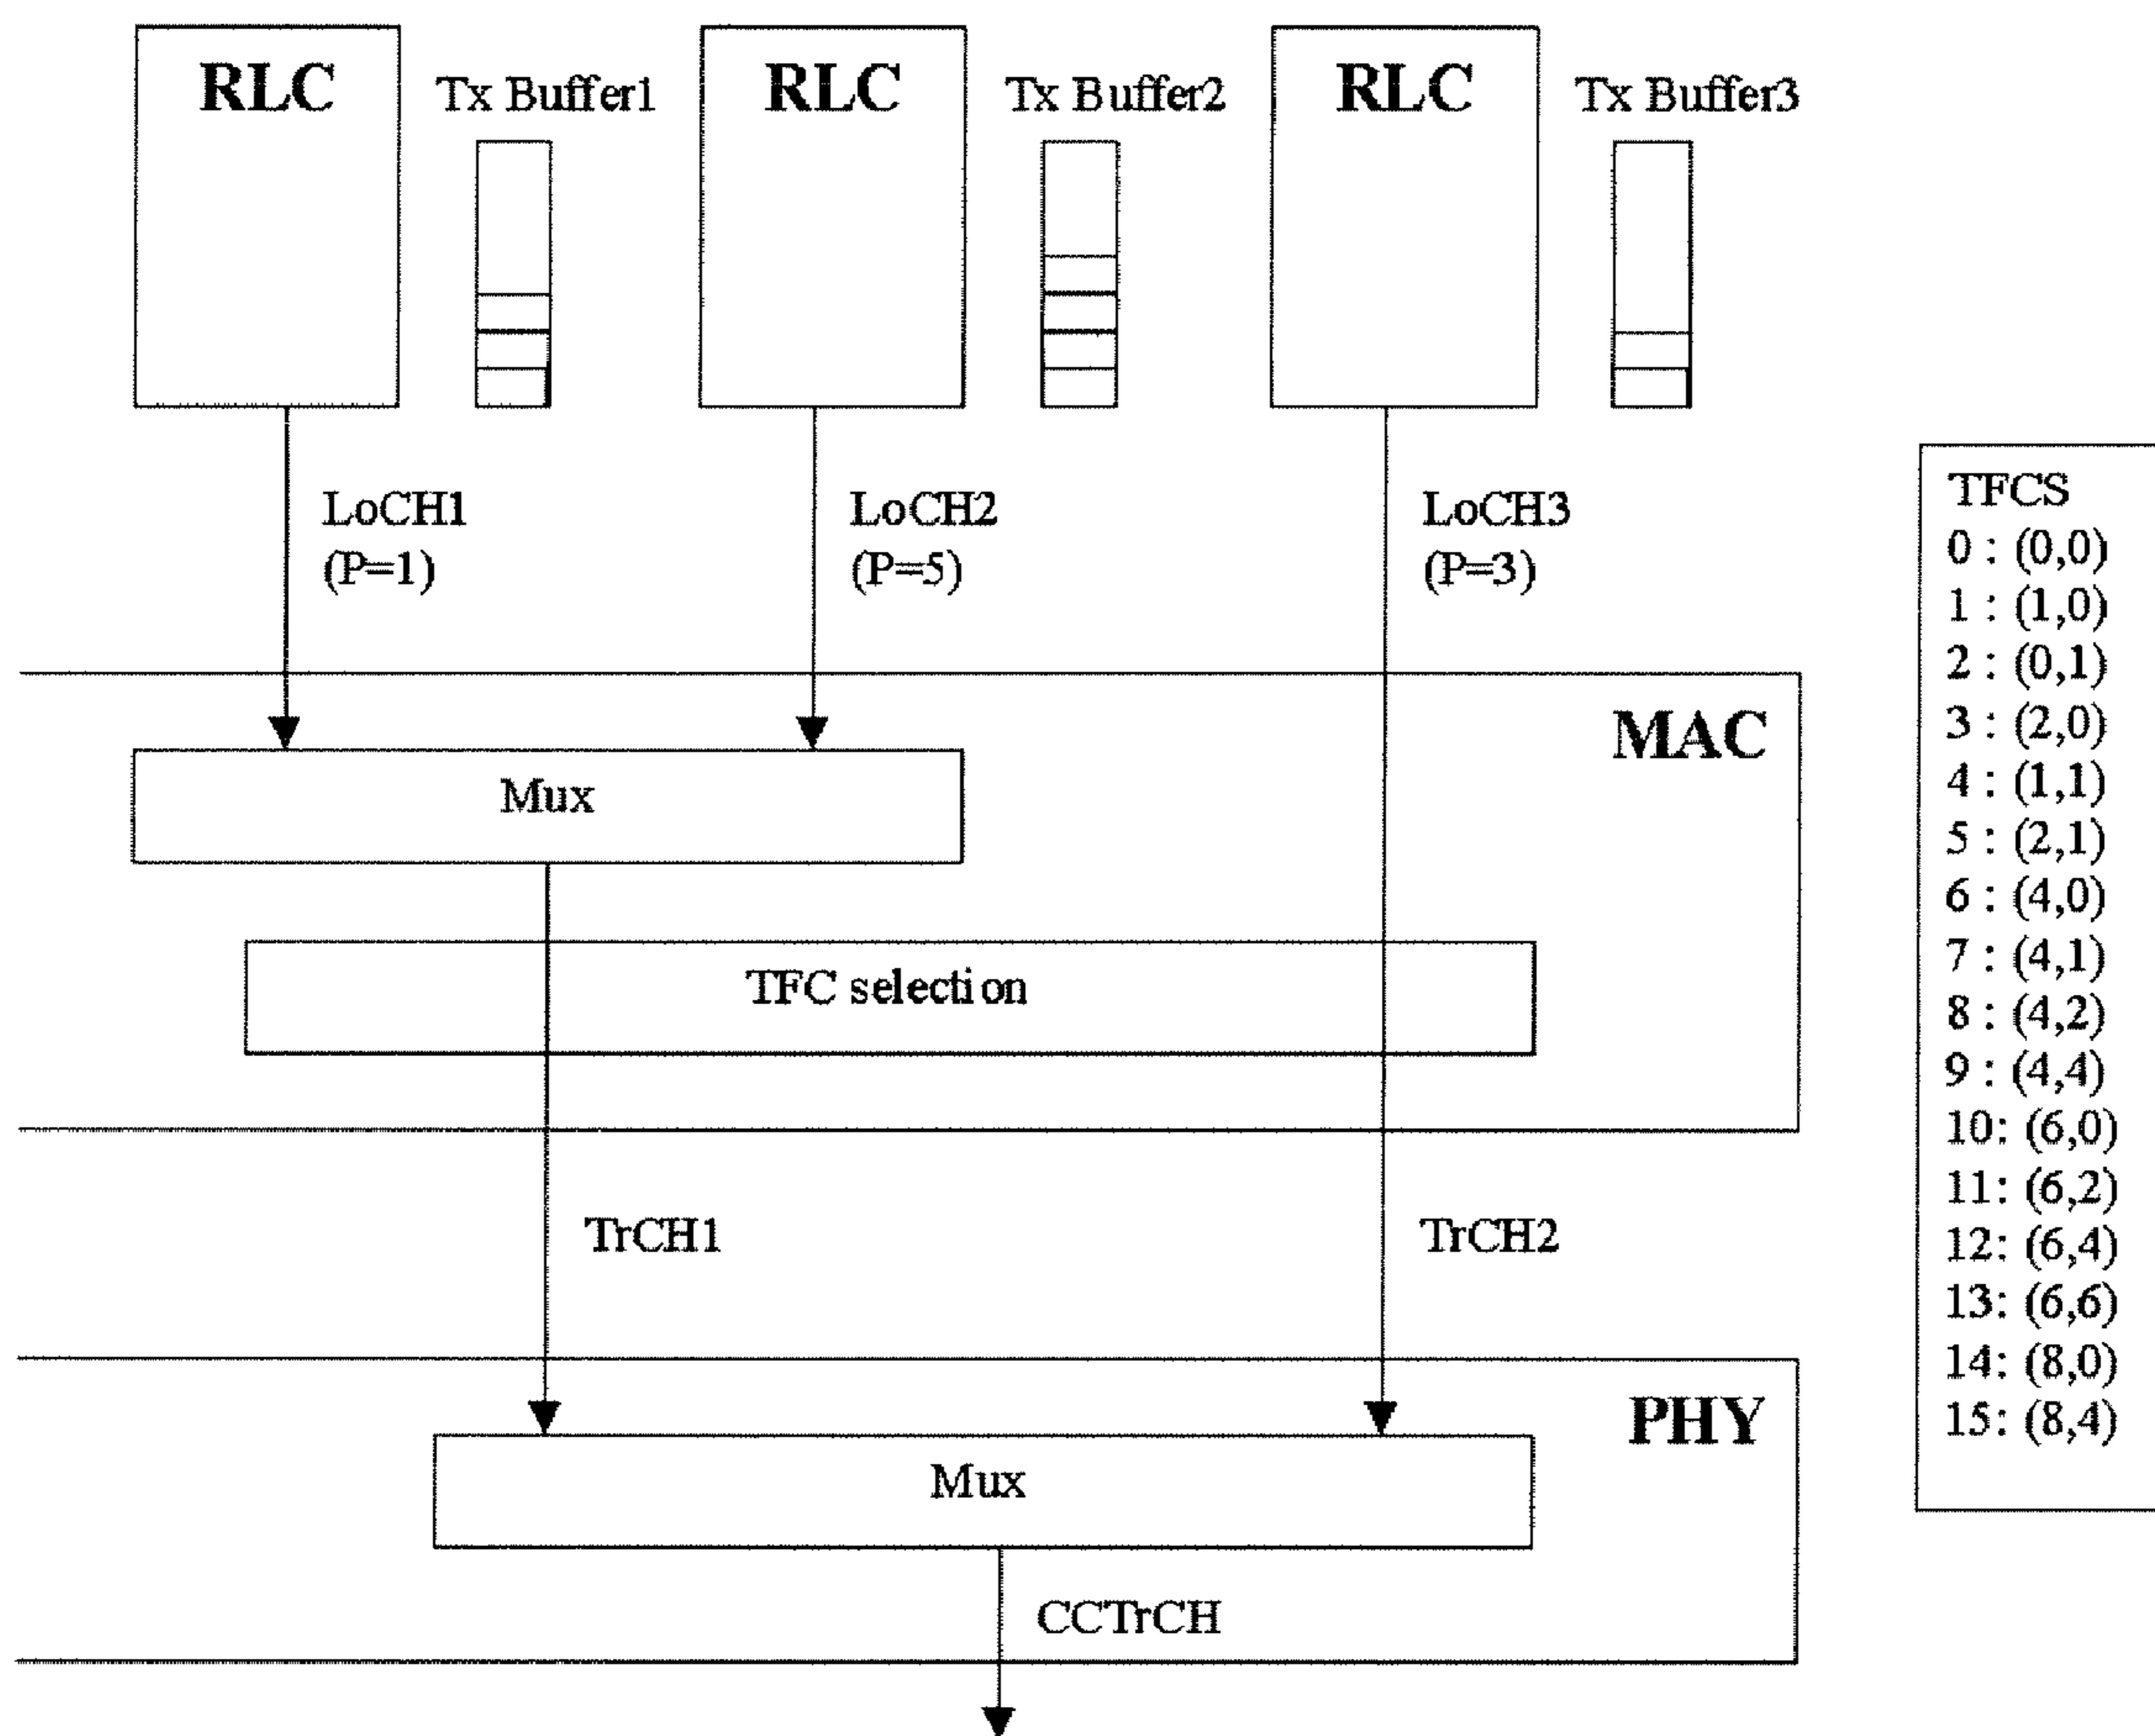 RLC
Tx Buffer1
RLC
Tx Buffer2
RLC
Tx Buffer3
LoCH1
(P=1)
LoCH2
(P=5)
LoCH3
(P=3)
MAC
Mux
TFC selection
TrCH1
TrCH2
PHY
Mux
CCTrCH
TFCS
0 : (0,0)
1 : (1,0)
2 : (0,1)
3 : (2,0)
4 : (1,1)
5 : (2,1)
6 : (4,0)
7 : (4,1)
8 : (4,2)
9 : (4,4)
10: (6,0)
11: (6,2)
12: (6,4)
13: (6,6)
14: (8,0)
15: (8,4)